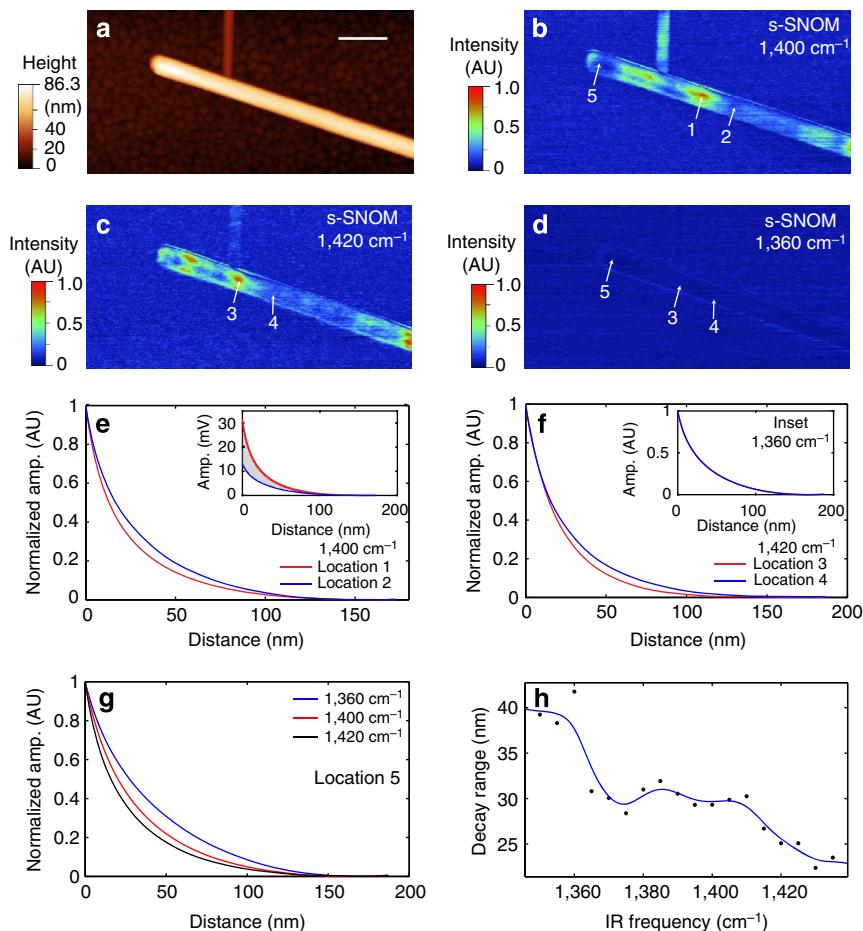 a
Height
86.3
(nm)
40
20
0
b
s-SNOM
1,400 cm⁻¹
Intensity
(AU)
1.0
0.5
0
5
1
2
c
s-SNOM
1,420 cm⁻¹
Intensity
(AU)
1.0
0.5
0
3
4
d
s-SNOM
1,360 cm⁻¹
Intensity
(AU)
1.0
0.5
0
5
3
4
e
Normalized amp. (AU)
1
0.8
0.6
0.4
0.2
0
0 50 100 150
Distance (nm)
Amp. (mV)
30
20
10
0
0 100 200
Distance (nm)
1,400 cm⁻¹
Location 1
Location 2
f
Normalized amp. (AU)
1
0.8
0.6
0.4
0.2
0
0 50 100 150 200
Distance (nm)
Inset
1,360 cm⁻¹
Amp. (AU)
1
0.5
0
0 100 200
Distance (nm)
1,420 cm⁻¹
Location 3
Location 4
g
Normalized amp. (AU)
1
0.8
0.6
0.4
0.2
0
0 50 100 150 200
Distance (nm)
1,360 cm⁻¹
1,400 cm⁻¹
1,420 cm⁻¹
Location 5
h
Decay range (nm)
40
35
30
25
1,360 1,380 1,400 1,420
IR frequency (cm⁻¹)